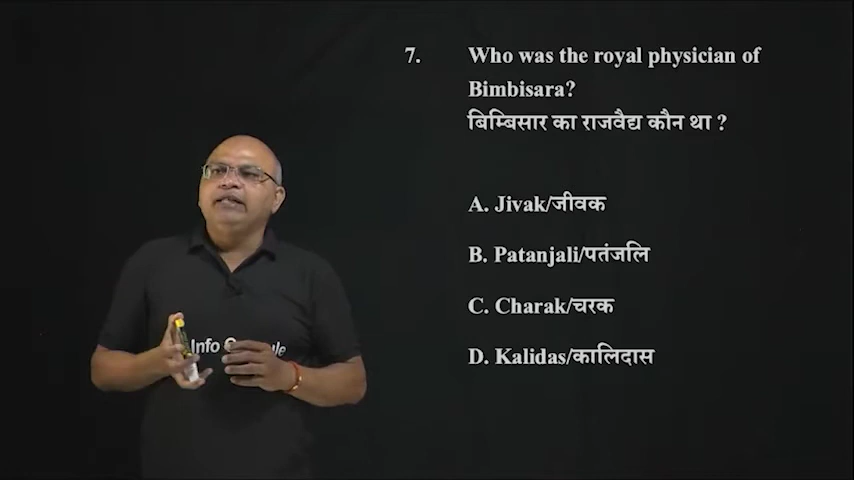 7. Who was the royal physician of
Bimbisara?
बिम्बिसार का राजवैद्य कौन था ?
A. Jivak/जीवक
B. Patanjali/पतंजलि
C. Charak/चरक
D. Kalidas/कालिदास
Info